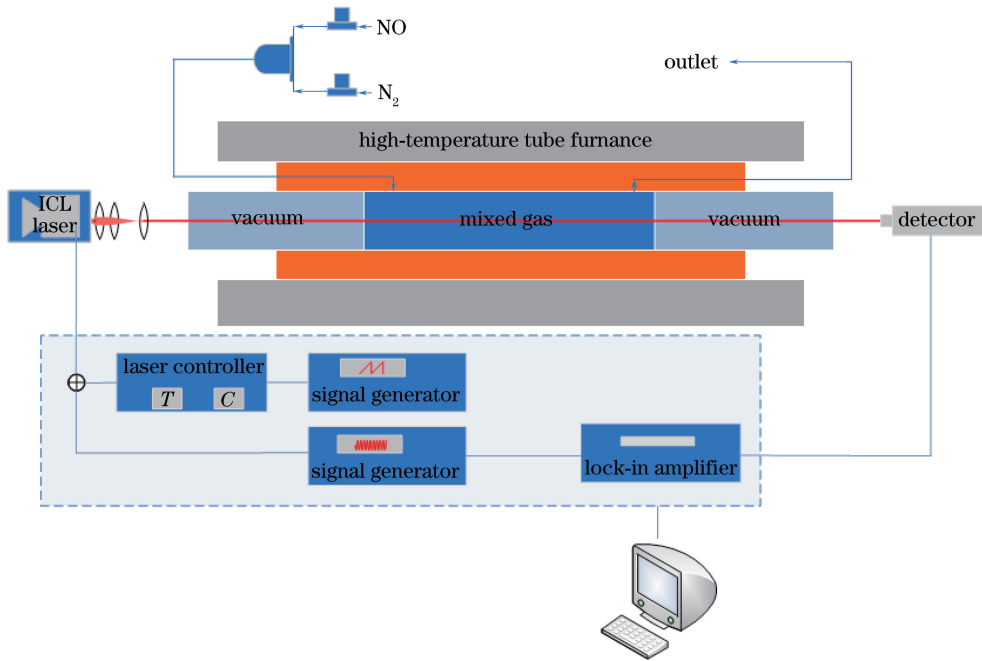 NO
outlet
N₂
high-temperature tube furnance
ICL
laser
vacuum
mixed gas
vacuum
detector
laser controller
T
C
signal generator
signal generator
lock-in amplifier